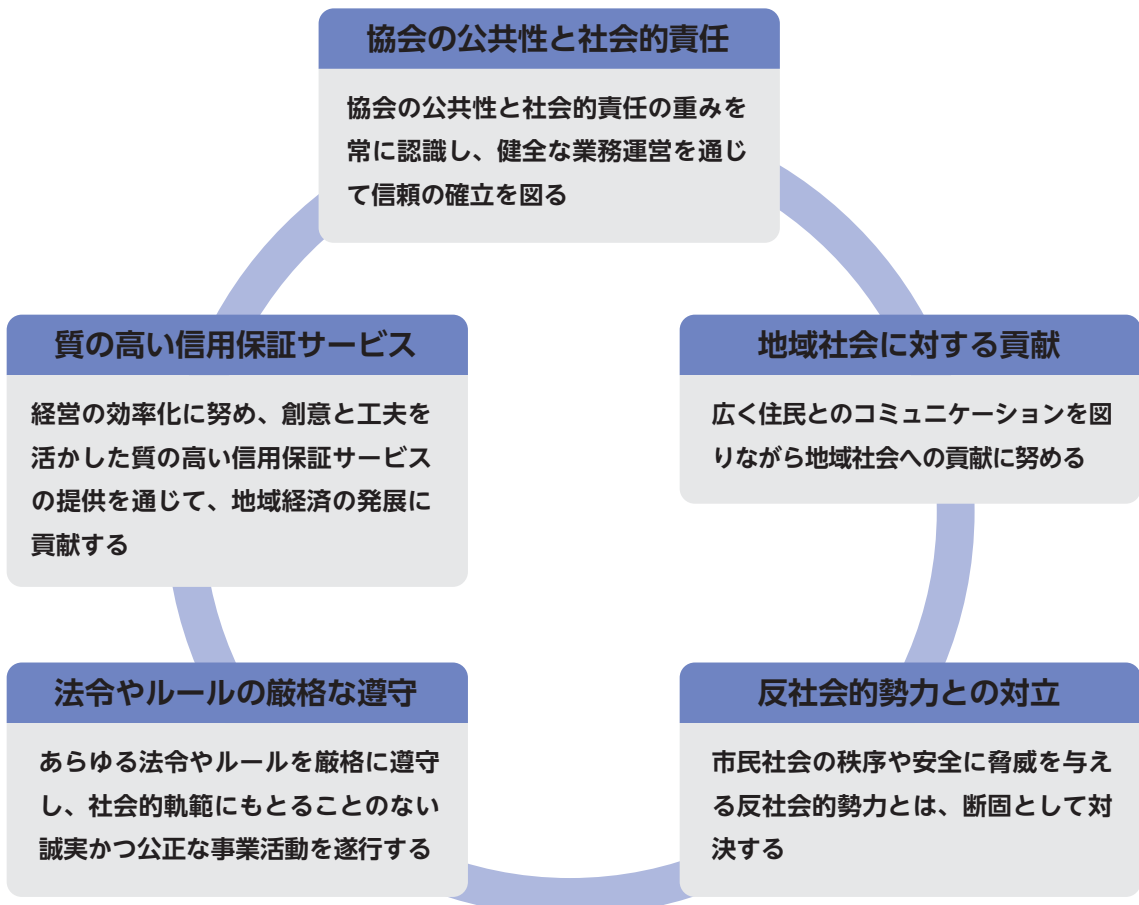 協会の公共性と社会的責任
協会の公共性と社会的責任の重みを
常に認識し、健全な業務運営を通じ
て信頼の確立を図る
質の高い信用保証サービス
経営の効率化に努め、創意と工夫を
活かした質の高い信用保証サービス
の提供を通じて、地域経済の発展に
貢献する
地域社会に対する貢献
広く住民とのコミュニケーションを図
りながら地域社会への貢献に努める
法令やルールの厳格な遵守
あらゆる法令やルールを厳格に遵守
し、社会的軌範にもとることのない
誠実かつ公正な事業活動を遂行する
反社会的勢力との対立
市民社会の秩序や安全に脅威を与え
る反社会的勢力とは、断固として対
決する